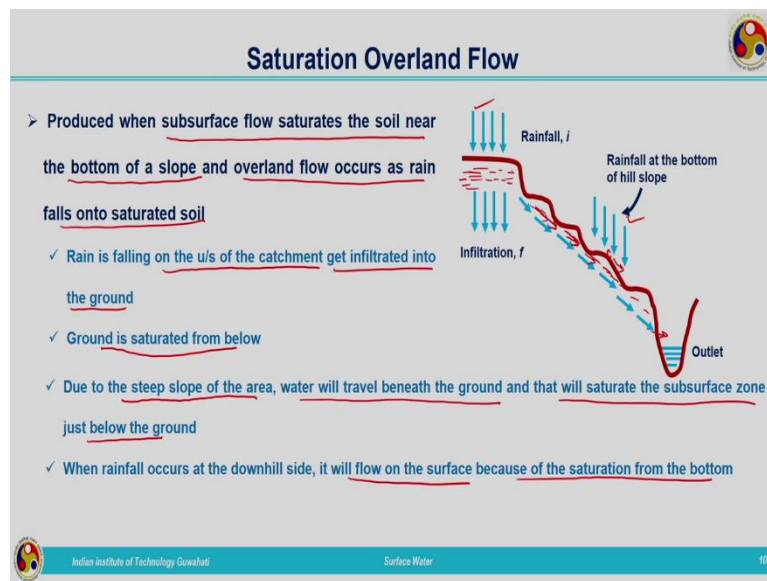 Saturation Overland Flow
➢ Produced when subsurface flow saturates the soil near
the bottom of a slope and overland flow occurs as rain
falls onto saturated soil
✓ Rain is falling on the u/s of the catchment get infiltrated into
the ground
✓ Ground is saturated from below
✓ Due to the steep slope of the area, water will travel beneath the ground and that will saturate the subsurface zone
just below the ground
✓ When rainfall occurs at the downhill side, it will flow on the surface because of the saturation from the bottom
Rainfall, i
Rainfall at the bottom
of hill slope
Infiltration, f
Outlet
Indian institute of Technology Guwahati
Surface Water
10